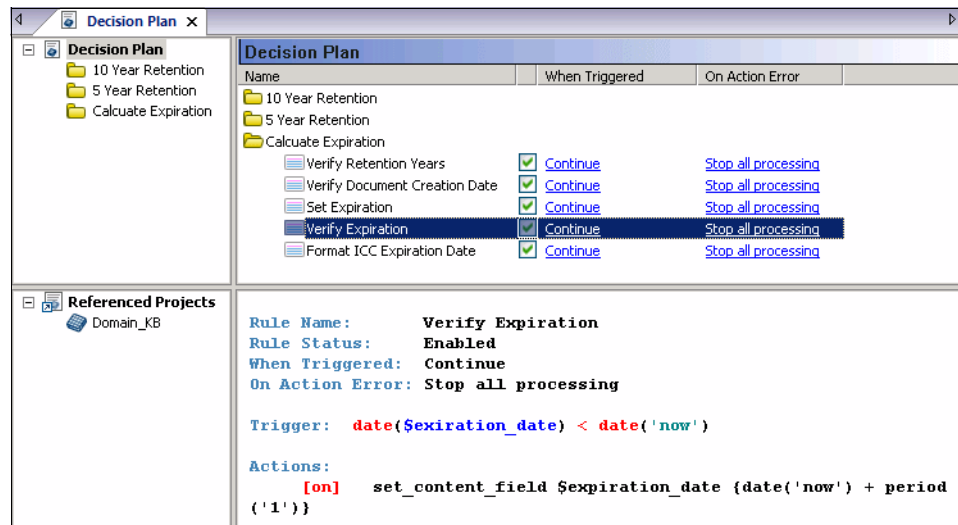 Decision Plan
Decision Plan
10 Year Retention
5 Year Retention
Calcuate Expiration
Decision Plan
Name When Triggered On Action Error
10 Year Retention
5 Year Retention
Calcuate Expiration
Verify Retention Years Continue Stop all processing
Verify Document Creation Date Continue Stop all processing
Set Expiration Continue Stop all processing
Verify Expiration Continue Stop all processing
Format ICC Expiration Date Continue Stop all processing
Referenced Projects
Domain_KB
Rule Name: Verify Expiration
Rule Status: Enabled
When Triggered: Continue
On Action Error: Stop all processing
Trigger: date($exiration_date) < date('now')
Actions:
[on] set_content_field $expiration_date {date('now') + period
('1')}